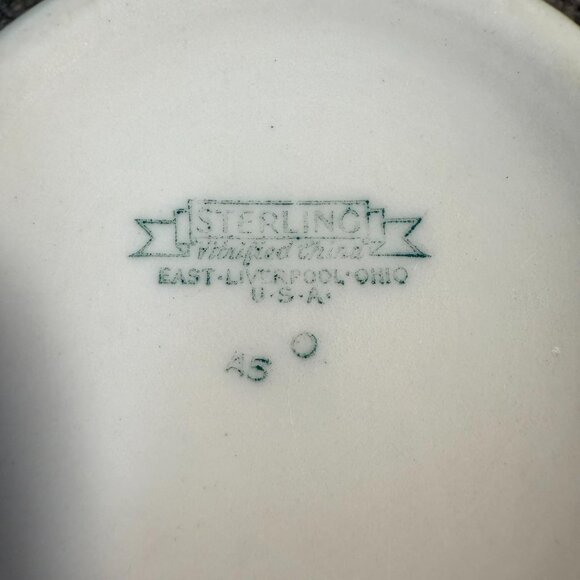 STERLING
Vitrified China
EAST·LIVERPOOL·OHIO
U·S·A·
A5